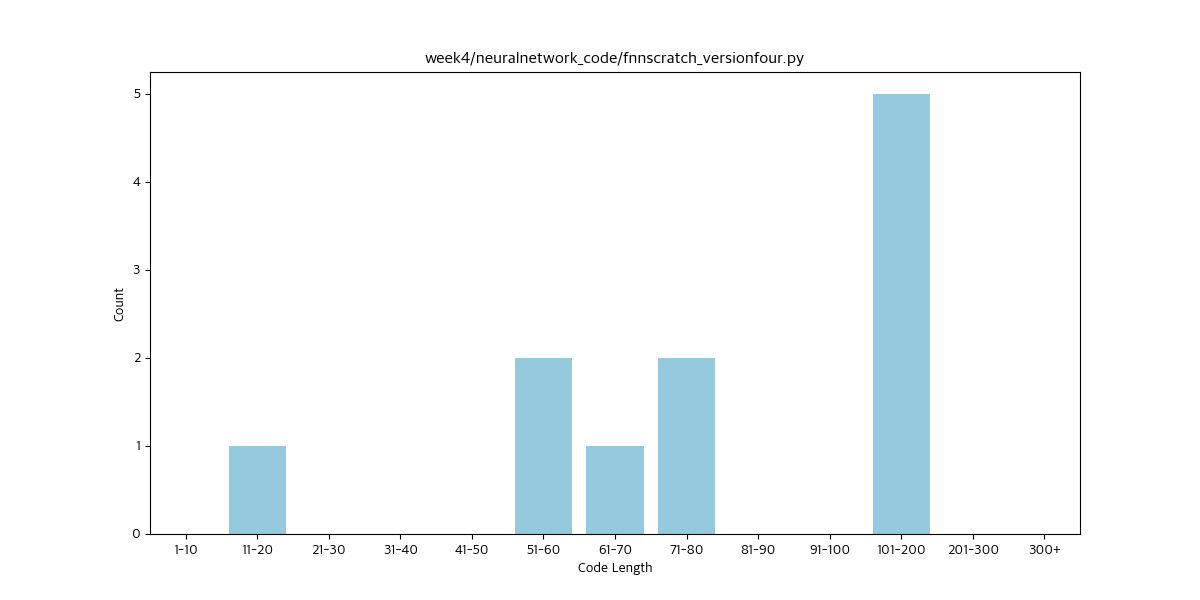 week4/neuralnetwork_code/fnnscratch_versionfour.py
5
4
3
2
1
0
Count
1-10 11-20 21-30 31-40 41-50 51-60 61-70 71-80 81-90 91-100 101-200 201-300 300+
Code Length